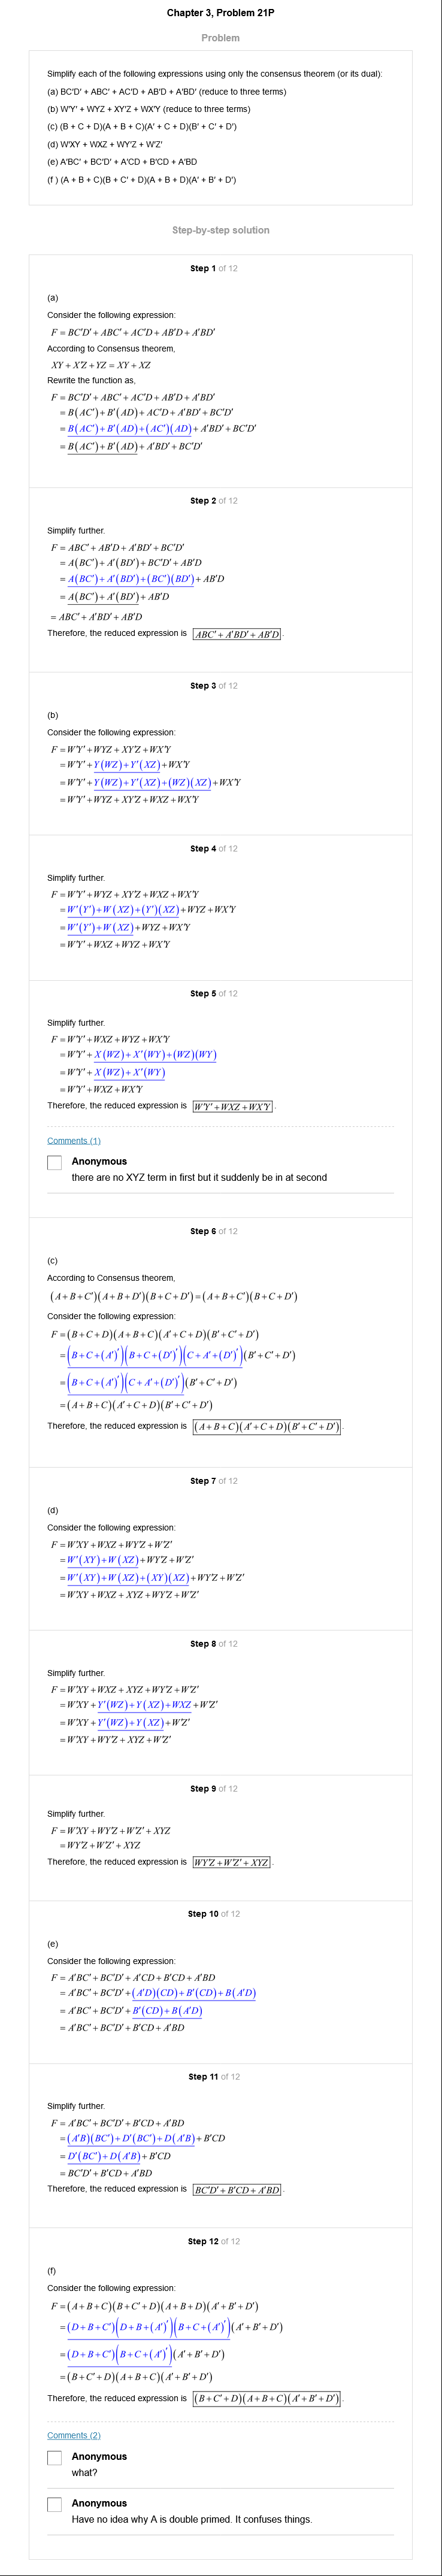 Chapter 3, Problem 21P
Problem
Simplify each of the following expressions using only the consensus theorem (or its dual):
(a) BC'D' + ABC' + AC'D + AB'D + A'BD' (reduce to three terms)
(b) W'Y' + WYZ + XY'Z + WX'Y (reduce to three terms)
(c) (B + C + D)(A + B + C)(A' + C + D)(B' + C' + D')
(d) W'XY + WXZ + WY'Z + W'Z'
(e) A'BC' + BC'D' + A'CD + B'CD + A'BD
(f ) (A + B + C)(B + C' + D)(A + B + D)(A' + B' + D')
Step-by-step solution
Step 1 of 12
(a)
Consider the following expression:
F = BC'D' + ABC' + AC'D + AB'D + A'BD'
According to Consensus theorem,
XY + X'Z + YZ = XY + XZ
Rewrite the function as,
F = BC'D' + ABC' + AC'D + AB'D + A'BD'
= B(AC') + B'(AD) + AC'D + A'BD' + BC'D'
= B(AC') + B'(AD) + (AC')(AD) + A'BD' + BC'D'
= B(AC') + B'(AD) + A'BD' + BC'D'
Step 2 of 12
Simplify further.
F = ABC' + AB'D + A'BD' + BC'D'
= A(BC') + A'(BD') + BC'D' + AB'D
= A(BC') + A'(BD') + (BC')(BD') + AB'D
= A(BC') + A'(BD') + AB'D
= ABC' + A'BD' + AB'D
Therefore, the reduced expression is ABC' + A'BD' + AB'D.
Step 3 of 12
(b)
Consider the following expression:
F = W'Y' + WYZ + XY'Z + WX'Y
= W'Y' + Y(WZ) + Y'(XZ) + WX'Y
= W'Y' + Y(WZ) + Y'(XZ) + (WZ)(XZ) + WX'Y
= W'Y' + WYZ + XY'Z + WXZ + WX'Y
Step 4 of 12
Simplify further.
F = W'Y' + WYZ + XY'Z + WXZ + WX'Y
= W'(Y') + W(XZ) + (Y')(XZ) + WYZ + WX'Y
= W'(Y') + W(XZ) + WYZ + WX'Y
= W'Y' + WXZ + WYZ + WX'Y
Step 5 of 12
Simplify further.
F = W'Y' + WXZ + WYZ + WX'Y
= W'Y' + X(WZ) + X'(WY) + (WZ)(WY)
= W'Y' + X(WZ) + X'(WY)
= W'Y' + WXZ + WX'Y
Therefore, the reduced expression is W'Y' + WXZ + WX'Y.
Comments (1)
Anonymous
there are no XYZ term in first but it suddenly be in at second
Step 6 of 12
(c)
According to Consensus theorem,
(A + B + C')(A + B + D')(B + C + D') = (A + B + C')(B + C + D')
Consider the following expression:
F = (B + C + D)(A + B + C)(A' + C + D)(B' + C' + D')
= (B + C + (A')')(B + C + (D')')(C + A' + (D')')(B' + C' + D')
= (B + C + (A')')(C + A' + (D')')(B' + C' + D')
= (A + B + C)(A' + C + D)(B' + C' + D')
Therefore, the reduced expression is (A + B + C)(A' + C + D)(B' + C' + D').
Step 7 of 12
(d)
Consider the following expression:
F = W'XY + WXZ + WY'Z + W'Z'
= W'(XY) + W(XZ) + WY'Z + W'Z'
= W'(XY) + W(XZ) + (XY)(XZ) + WY'Z + W'Z'
= W'XY + WXZ + XYZ + WY'Z + W'Z'
Step 8 of 12
Simplify further.
F = W'XY + WXZ + XYZ + WY'Z + W'Z'
= W'XY + Y'(WZ) + Y(XZ) + WXZ + W'Z'
= W'XY + Y'(WZ) + Y(XZ) + W'Z'
= W'XY + WY'Z + XYZ + W'Z'
Step 9 of 12
Simplify further.
F = W'XY + WY'Z + W'Z' + XYZ
= WY'Z + W'Z' + XYZ
Therefore, the reduced expression is WY'Z + W'Z' + XYZ.
Step 10 of 12
(e)
Consider the following expression:
F = A'BC' + BC'D' + A'CD + B'CD + A'BD
= A'BC' + BC'D' + (A'D)(CD) + B'(CD) + B(A'D)
= A'BC' + BC'D' + B'(CD) + B(A'D)
= A'BC' + BC'D' + B'CD + A'BD
Step 11 of 12
Simplify further.
F = A'BC' + BC'D' + B'CD + A'BD
= (A'B)(BC') + D'(BC') + D(A'B) + B'CD
= D'(BC') + D(A'B) + B'CD
= BC'D' + B'CD + A'BD
Therefore, the reduced expression is BC'D' + B'CD + A'BD.
Step 12 of 12
(f)
Consider the following expression:
F = (A + B + C)(B + C' + D)(A + B + D)(A' + B' + D')
= (D + B + C')(D + B + (A')')(B + C + (A')')(A' + B' + D')
= (D + B + C')(B + C + (A')')(A' + B' + D')
= (B + C' + D)(A + B + C)(A' + B' + D')
Therefore, the reduced expression is (B + C' + D)(A + B + C)(A' + B' + D').
Comments (2)
Anonymous
what?
Anonymous
Have no idea why A is double primed. It confuses things.